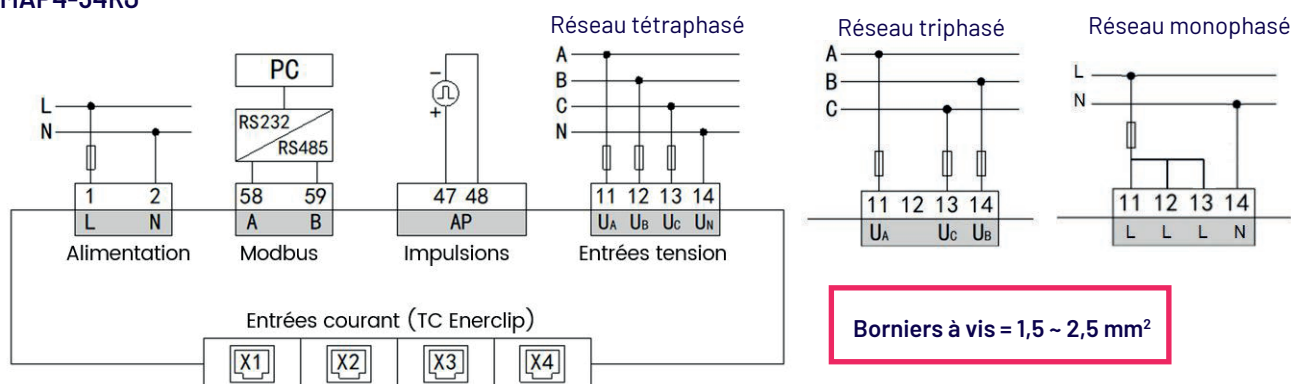 Réseau tétraphasé
Réseau triphasé
Réseau monophasé
A
B
C
N
A
B
C
L
N
L
N
PC
RS232
RS485
-
+
1 2
L N
Alimentation
58 59
A B
Modbus
47 48
AP
Impulsions
11 12 13 14
UA UB UC UN
Entrées tension
11 12 13 14
UA UC UB
11 12 13 14
L L L N
Entrées courant (TC Enerclip)
X1 X2 X3 X4
Borniers à vis = 1,5 ~ 2,5 mm²